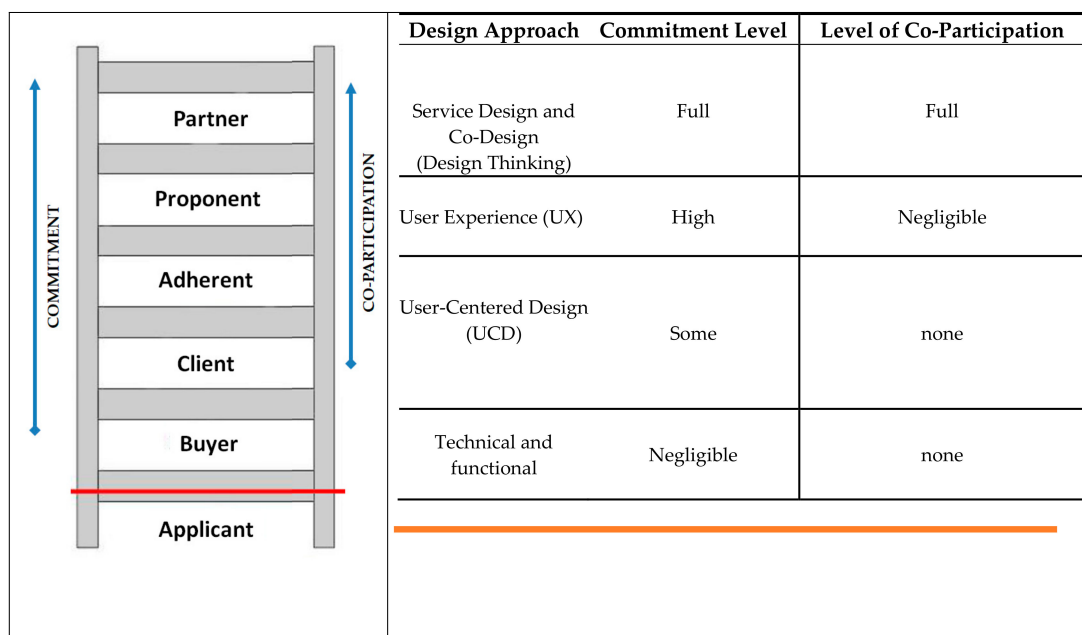 COMMITMENT
Partner
Proponent
Adherent
Client
Buyer
Applicant
CO-PARTICIPATION
Design Approach Commitment Level Level of Co-Participation
Service Design and Full Full
Co-Design
(Design Thinking)
User Experience (UX) High Negligible
User-Centered Design
(UCD) Some none
Technical and
functional Negligible none